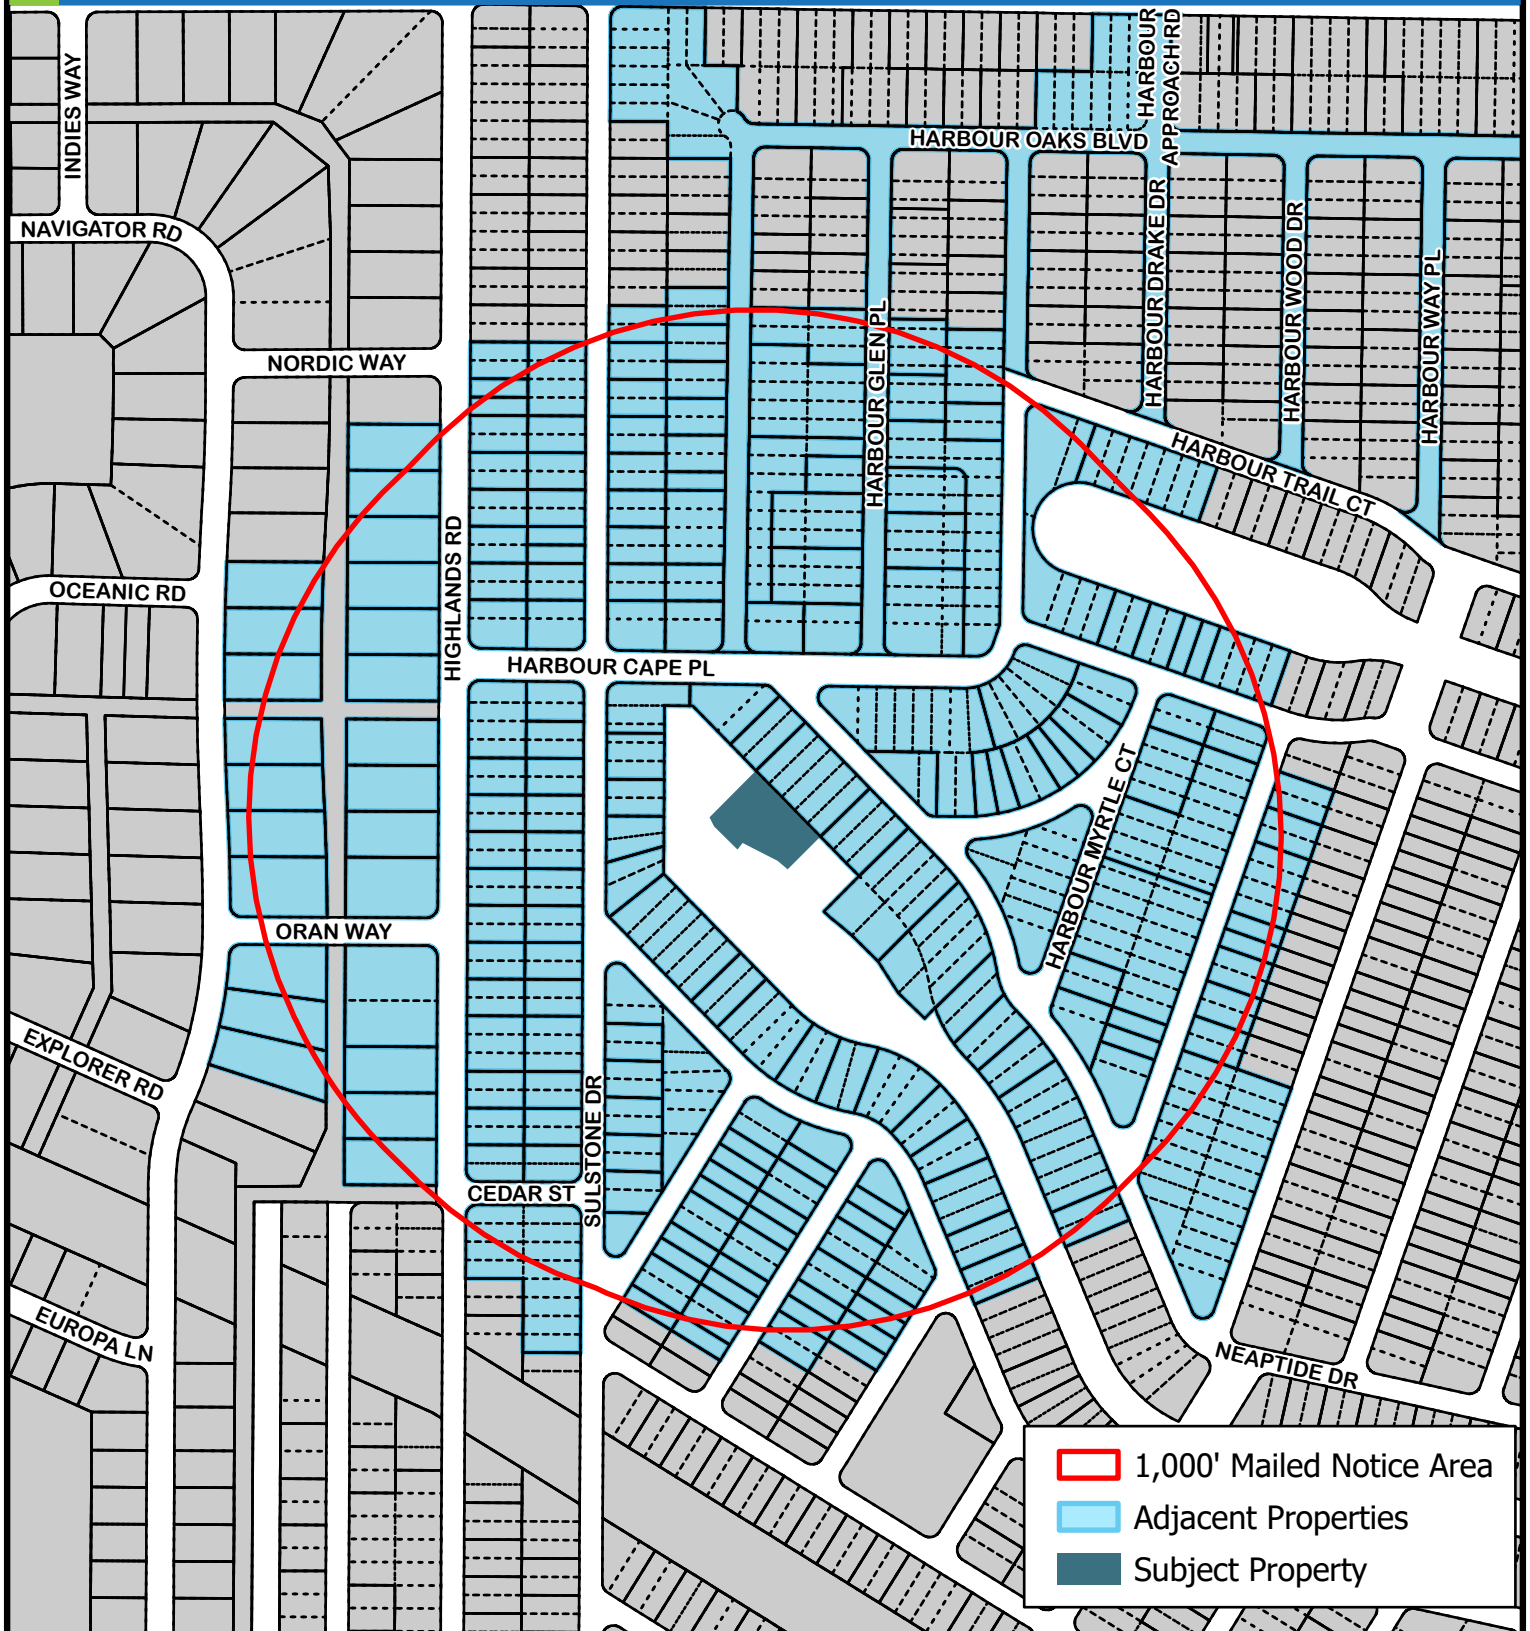 HARBOUR
APPROACH RD
INDIES WAY
HARBOUR OAKS BLVD
NAVIGATOR RD
HARBOUR DRAKE DR
HARBOUR WOOD DR
HARBOUR WAY PL
NORDIC WAY
HARBOUR GLEN PL
HARBOUR TRAIL CT
OCEANIC RD
HIGHLANDS RD
HARBOUR CAPE PL
HARBOUR MYRTLE CT
ORAN WAY
EXPLORER RD
SULSTONE DR
CEDAR ST
EUROPA LN
NEAPTIDE DR
1,000' Mailed Notice Area
Adjacent Properties
Subject Property